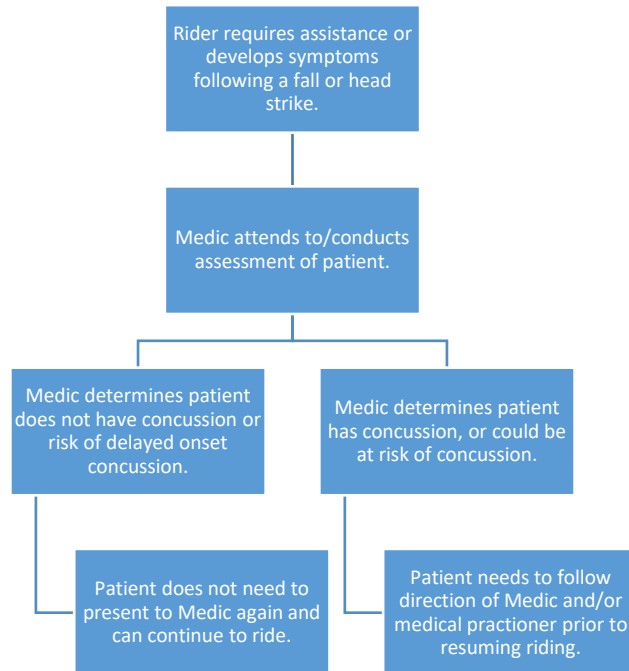 Rider requires assistance or
develops symptoms
following a fall or head
strike.
Medic attends to/conducts
assessment of patient.
Medic determines patient
does not have concussion or
risk of delayed onset
concussion.
Medic determines patient
has concussion, or could be
at risk of concussion.
Patient does not need to
present to Medic again and
can continue to ride.
Patient needs to follow
direction of Medic and/or
medical practioner prior to
resuming riding.